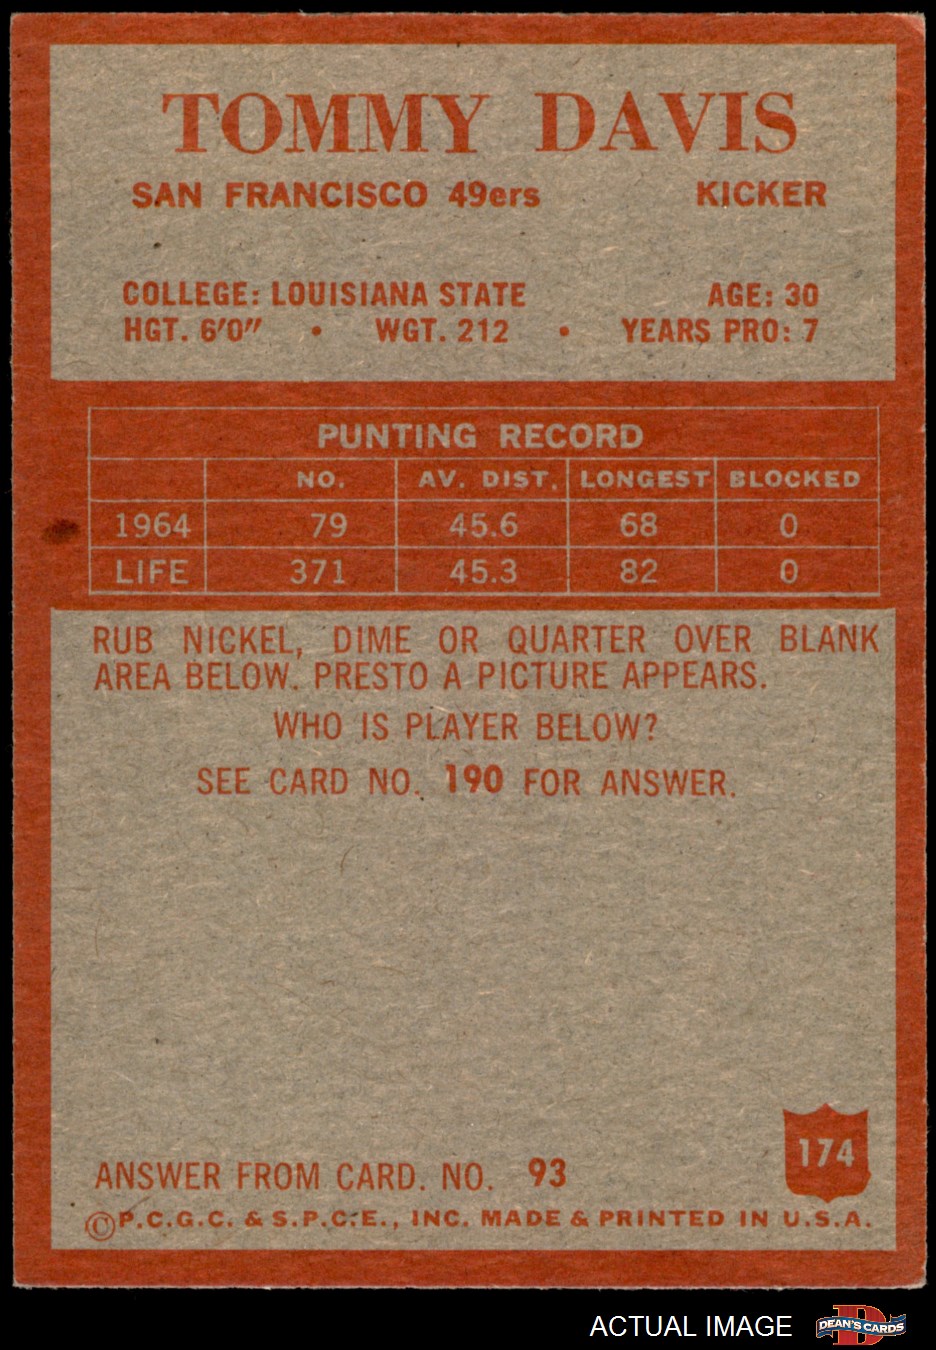 TOMMY DAVIS
SAN FRANCISCO 49ers KICKER
COLLEGE: LOUISIANA STATE AGE: 30
HGT. 6'0" • WGT. 212 • YEARS PRO: 7
PUNTING RECORD
NO. AV. DIST. LONGEST BLOCKED
1964 79 45.6 68 0
LIFE 371 45.3 82 0
RUB NICKEL, DIME OR QUARTER OVER BLANK
AREA BELOW. PRESTO A PICTURE APPEARS.
WHO IS PLAYER BELOW?
SEE CARD NO. 190 FOR ANSWER.
174
ANSWER FROM CARD. NO. 93
©P.C.G.C. & S.P.C.E., INC. MADE & PRINTED IN U.S.A.
ACTUAL IMAGE
D
DEAN'S CARDS